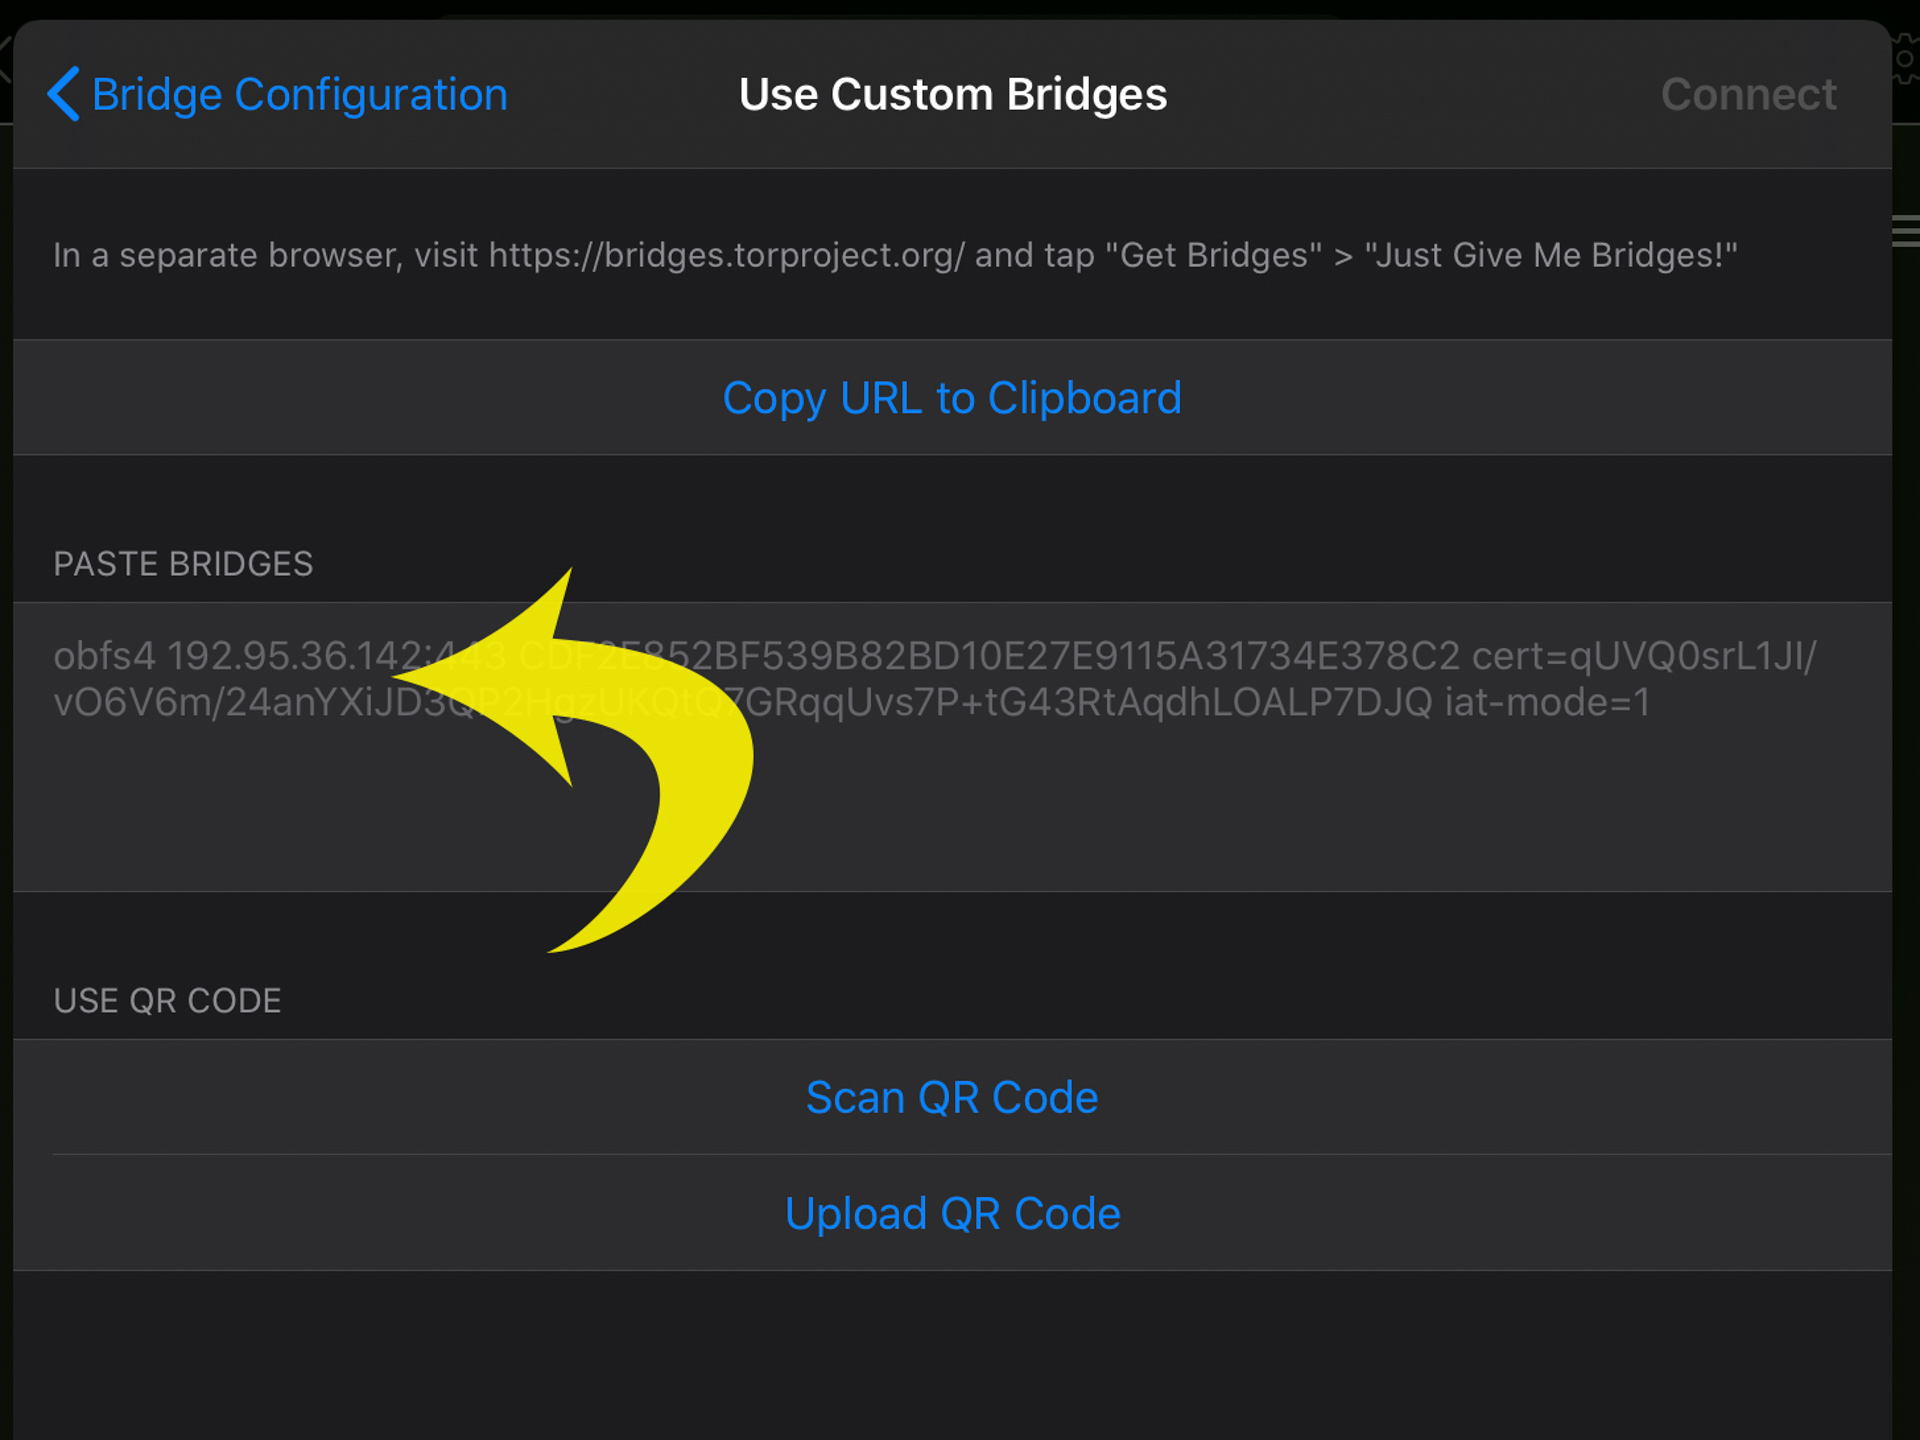 Bridge Configuration
Use Custom Bridges
Connect
In a separate browser, visit https://bridges.torproject.org/ and tap "Get Bridges" > "Just Give Me Bridges!"
Copy URL to Clipboard
PASTE BRIDGES
obfs4 192.95.36.142:443 CDF2E852BF539B82BD10E27E9115A31734E378C2 cert=qUVQ0srL1JI/
vO6V6m/24anYXiJD3QP2HgzUKQtQ7GRqqUvs7P+tG43RtAqdhLOALP7DJQ iat-mode=1
USE QR CODE
Scan QR Code
Upload QR Code